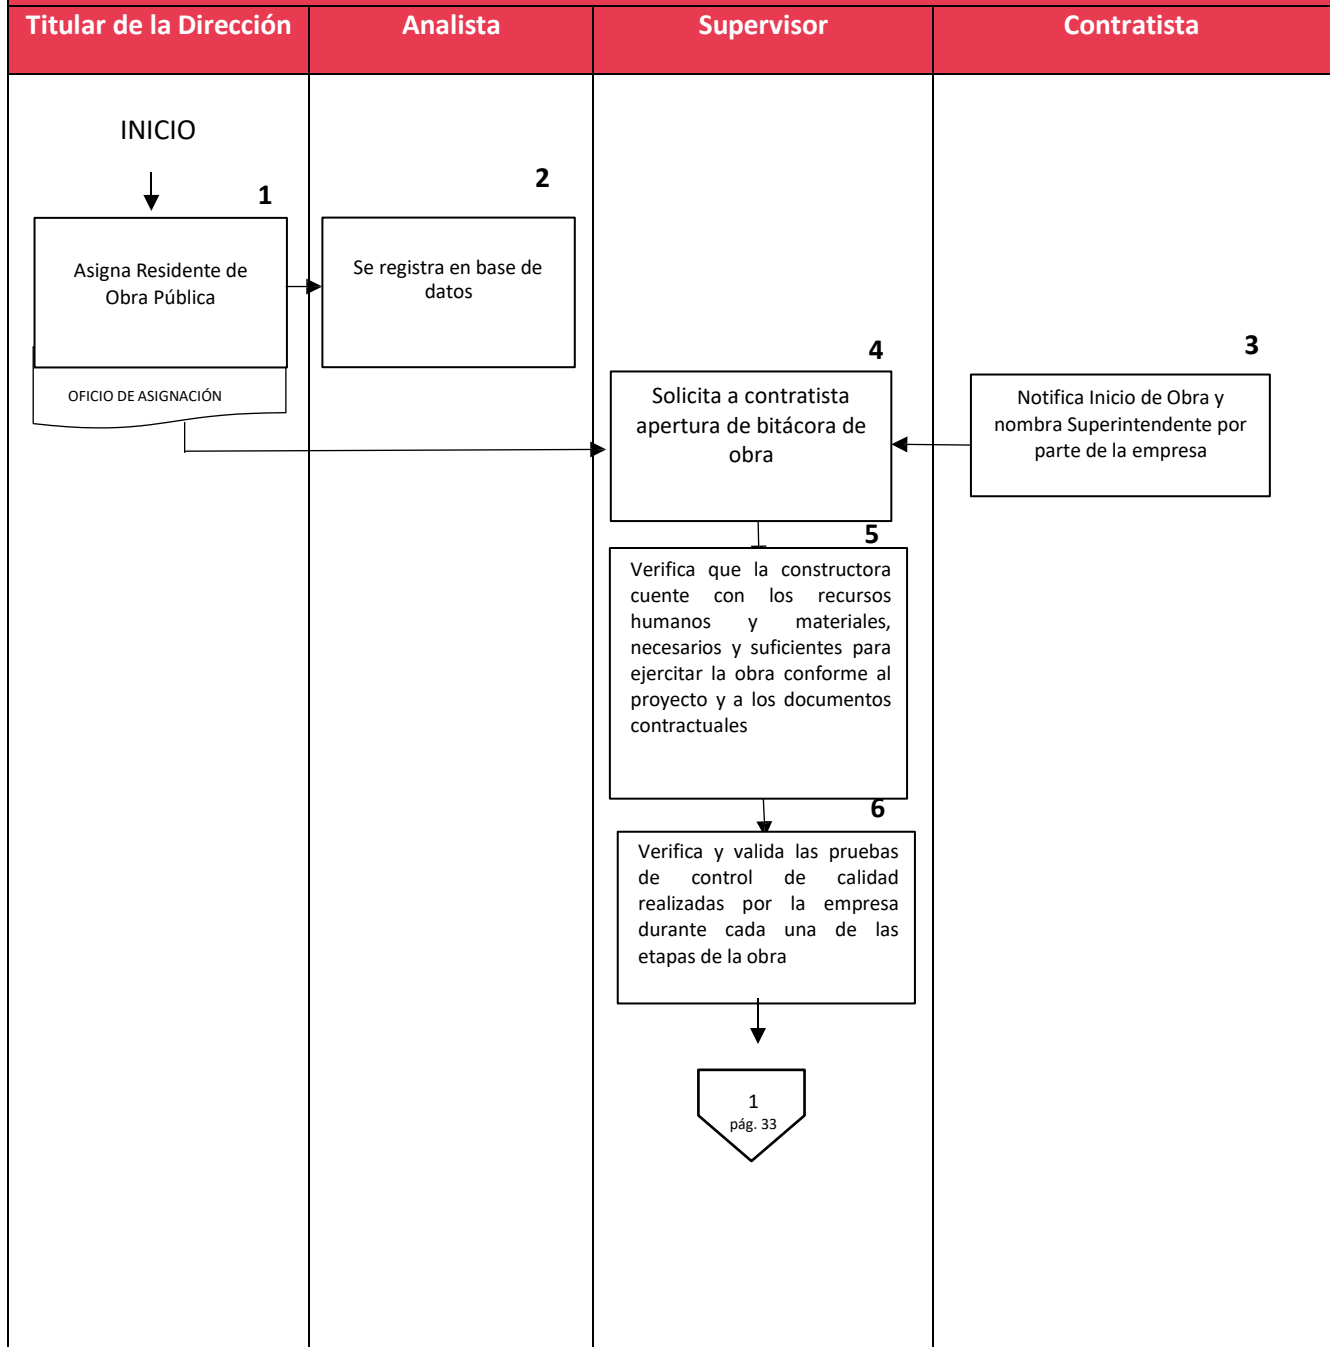 Titular de la Dirección
Analista
Supervisor
Contratista
INICIO
1
Asigna Residente de
Obra Pública
OFICIO DE ASIGNACIÓN
2
Se registra en base de
datos
3
Notifica Inicio de Obra y
nombra Superintendente por
parte de la empresa
4
Solicita a contratista
apertura de bitácora de
obra
5
Verifica que la constructora
cuente con los recursos
humanos y materiales,
necesarios y suficientes para
ejercitar la obra conforme al
proyecto y a los documentos
contractuales
6
Verifica y valida las pruebas
de control de calidad
realizadas por la empresa
durante cada una de las
etapas de la obra
1
pág. 33